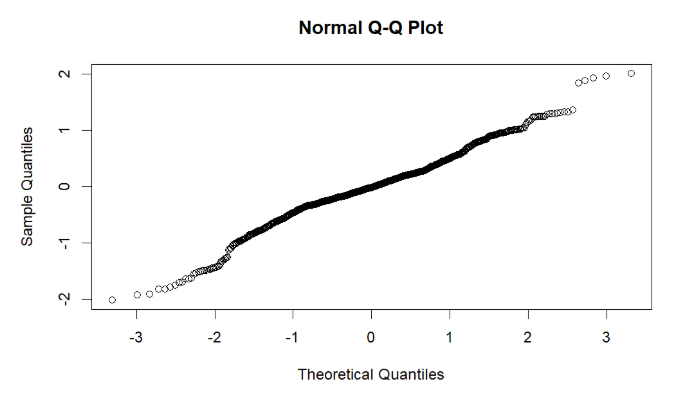 Normal Q-Q Plot
Sample Quantiles
2
1
0
-1
-2
-3 -2 -1 0 1 2 3
Theoretical Quantiles